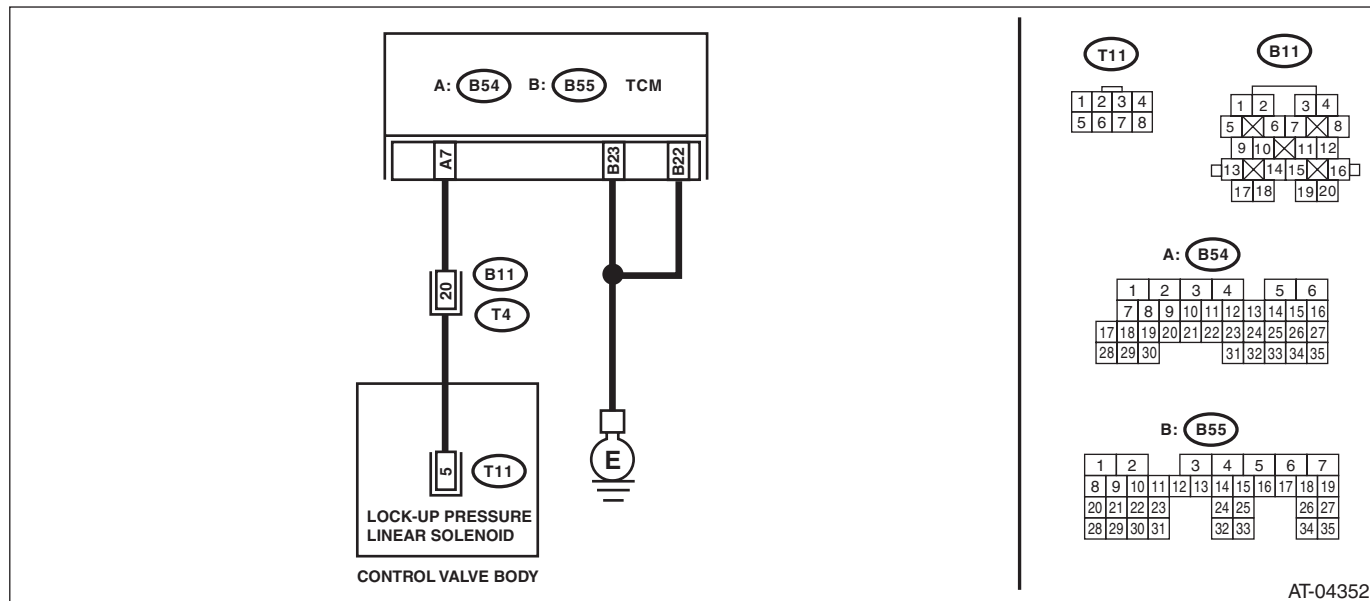 A: B54 B: B55 TCM
A7
B23
B22
20
B11
T4
5
T11
LOCK-UP PRESSURE
LINEAR SOLENOID
CONTROL VALVE BODY
E
T11
1 2 3 4
5 6 7 8
B11
1 2 3 4
5 6 7 8
9 10 11 12
13 14 15 16
17 18 19 20
A: B54
1 2 3 4 5 6
7 8 9 10 11 12 13 14 15 16
17 18 19 20 21 22 23 24 25 26 27
28 29 30 31 32 33 34 35
B: B55
1 2 3 4 5 6 7
8 9 10 11 12 13 14 15 16 17 18 19
20 21 22 23 24 25 26 27
28 29 30 31 32 33 34 35
AT-04352